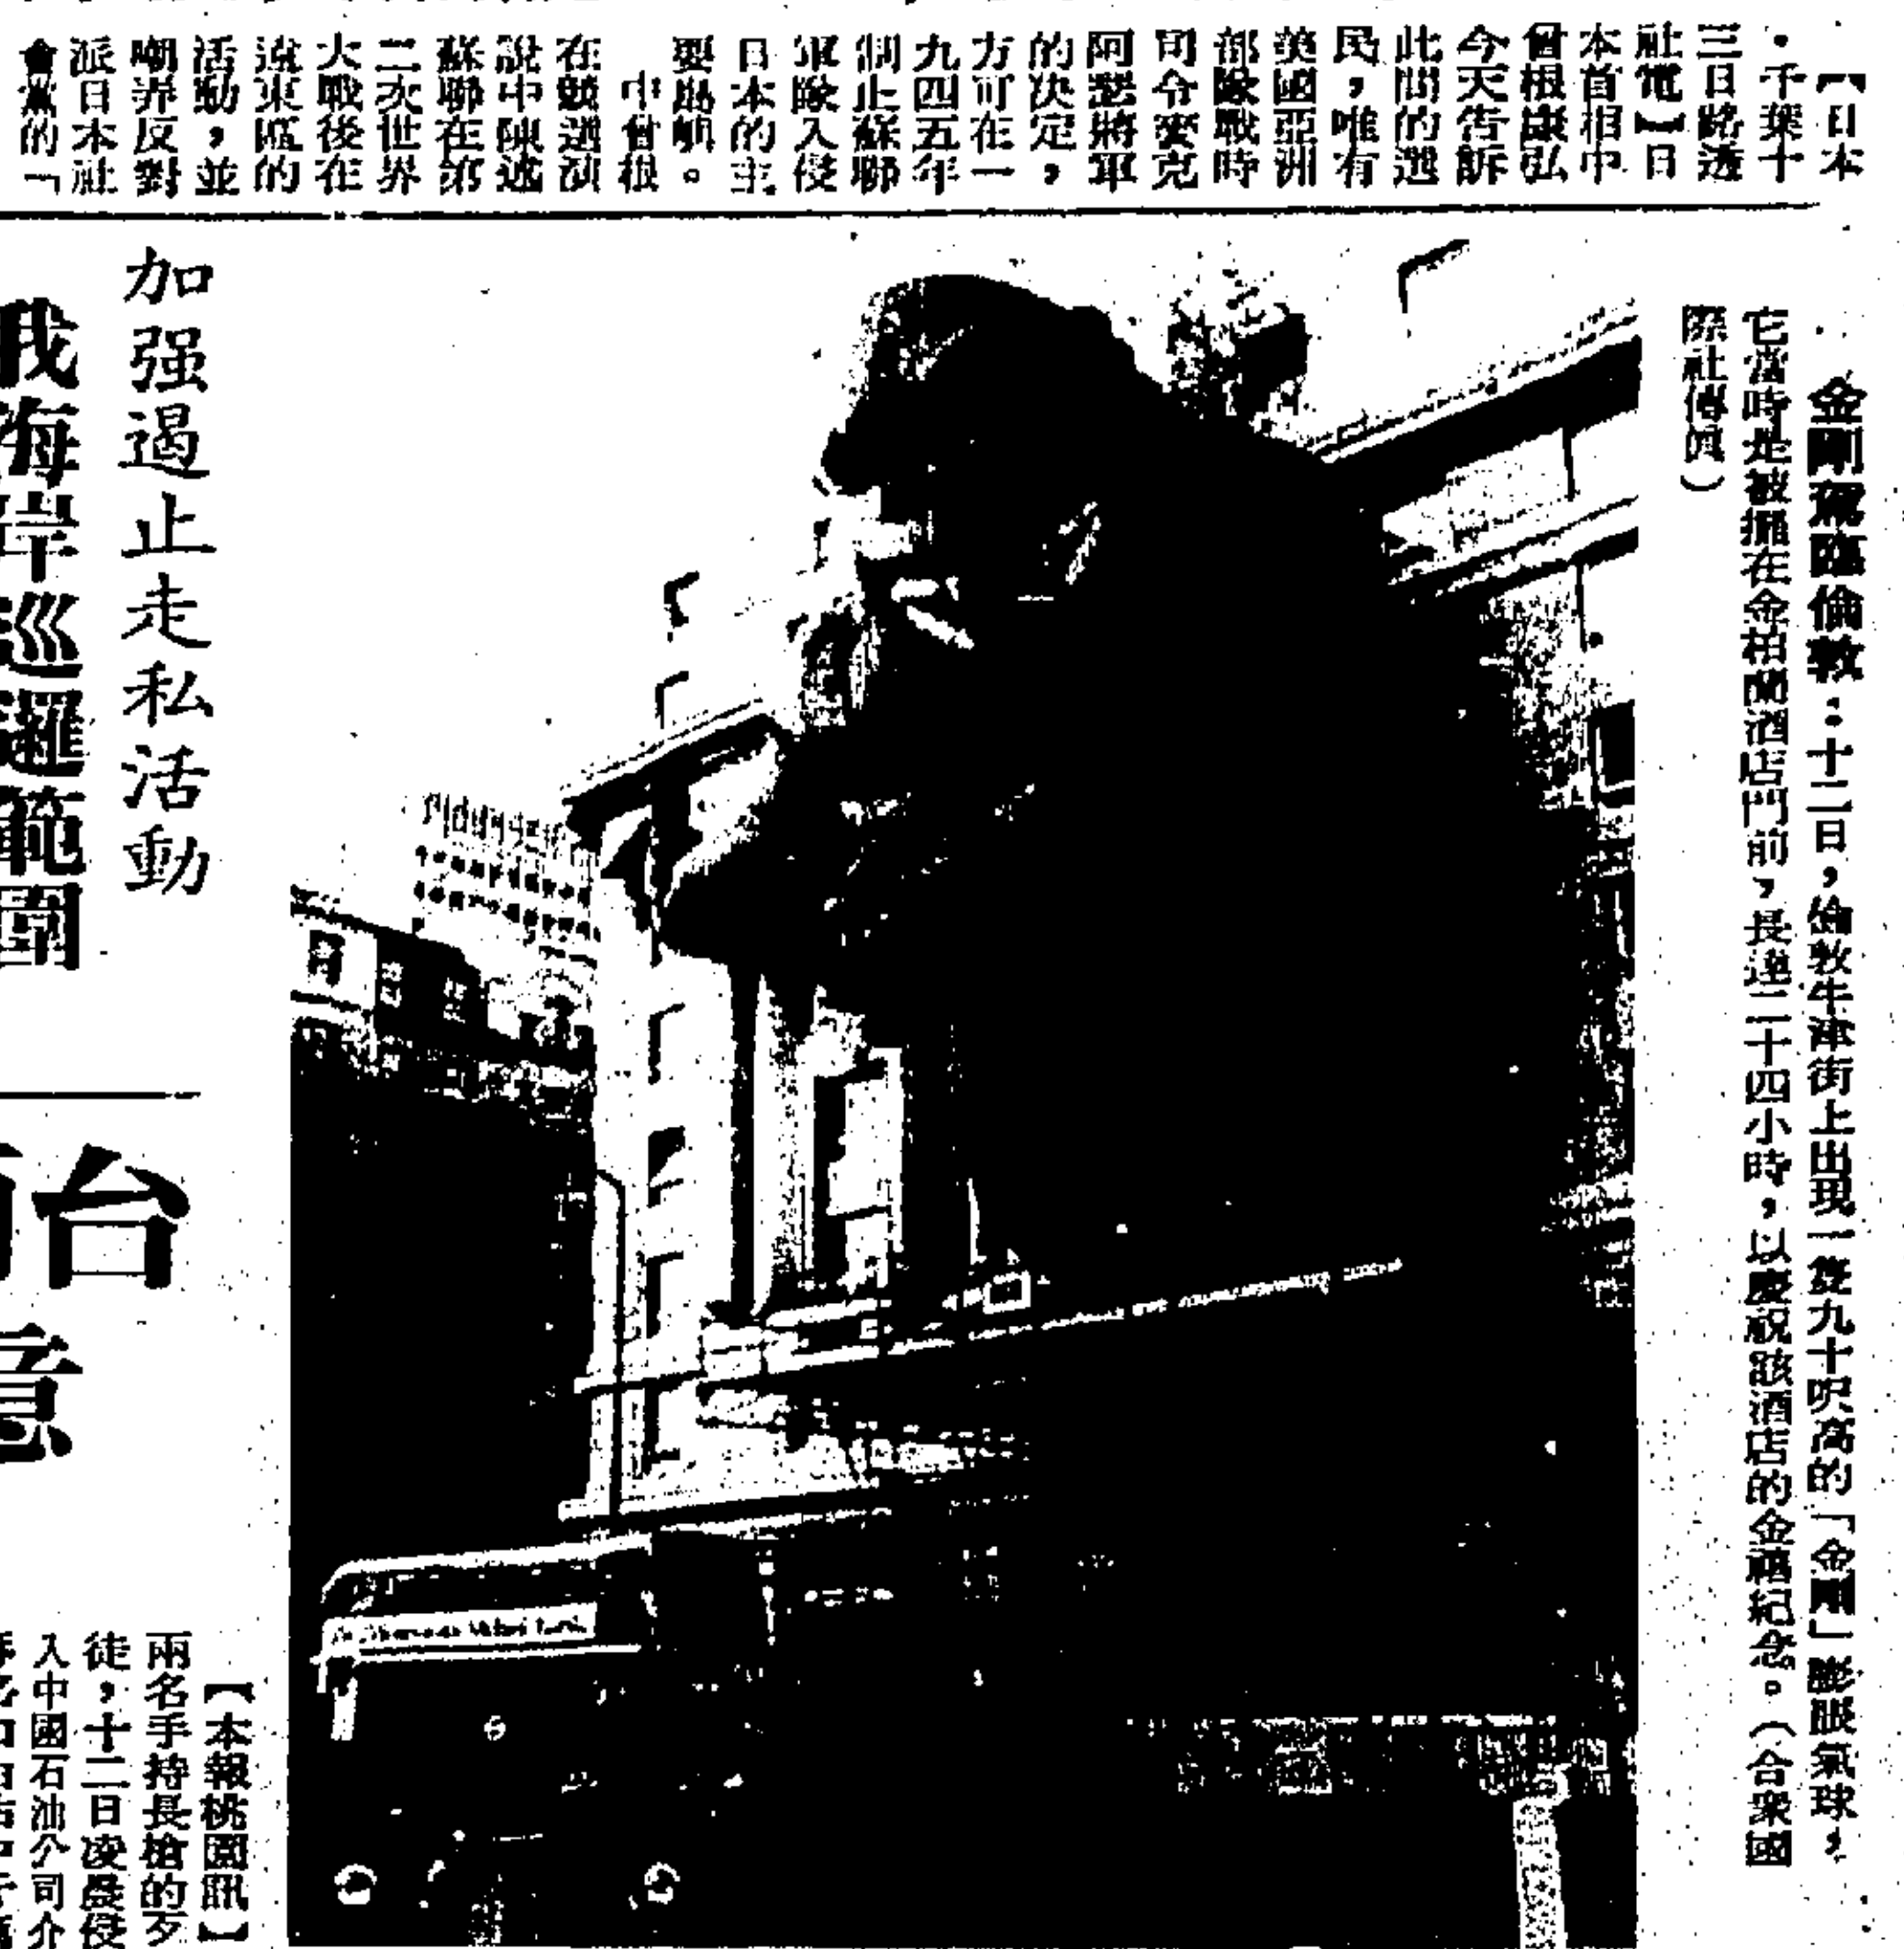 【日本
・千葉十
三日路透
社電】日
本首相中
曾根康弘
今天告訴
此間的選
民，唯有
美國亞洲
部隊戰時
司令麥克
阿瑟將軍
的決定，
方可在一
九四五年
制止蘇聯
軍隊入侵
日本的主
要島嶼。
中曾根
在競選演
說中陳述
蘇聯在第
二次世界
大戰後在
遠東區的
活動，並
嘲弄反對
派日本社
會黨的「
金剛駕臨倫敦：十二日，倫敦牛津街上出現一隻九十呎高的「金剛」膨脹氣球，
它當時是被擺在金柏蘭酒店門前，長達二十四小時，以慶祝該酒店的金禧紀念。（合衆國
際社傳真）
加强遏止走私活動
我海岸巡邏範圍
台
意
【本報桃園訊】
兩名手持長槍的歹
徒，十二日凌晨侵
入中國石油公司介